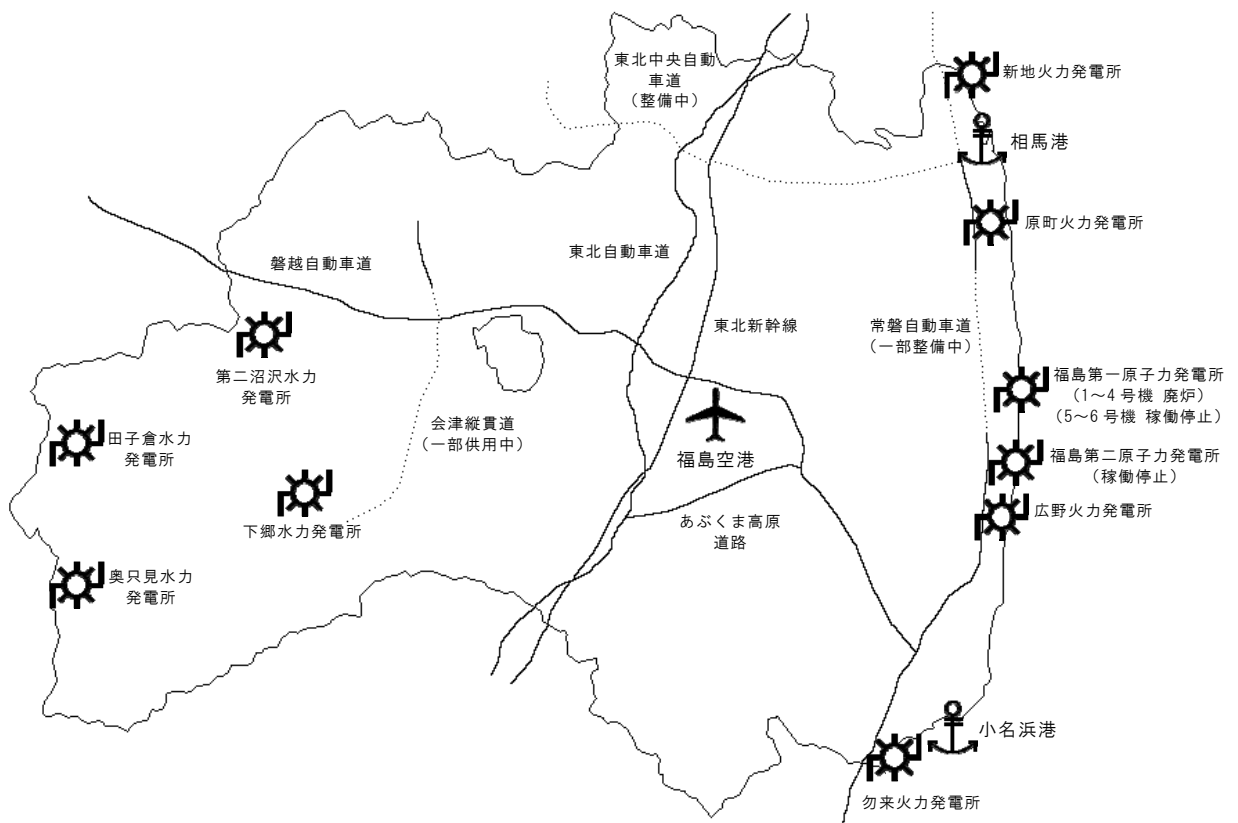 東北中央自動
車道
（整備中）
新地火力発電所
相馬港
原町火力発電所
磐越自動車道
東北自動車道
東北新幹線
常磐自動車道
（一部整備中）
第二沼沢水力
発電所
福島第一原子力発電所
（1～4 号機 廃炉）
（5～6 号機 稼働停止）
田子倉水力
発電所
会津縦貫道
（一部供用中）
福島空港
福島第二原子力発電所
（稼働停止）
広野火力発電所
下郷水力発電所
あぶくま高原
道路
奥只見水力
発電所
小名浜港
勿来火力発電所